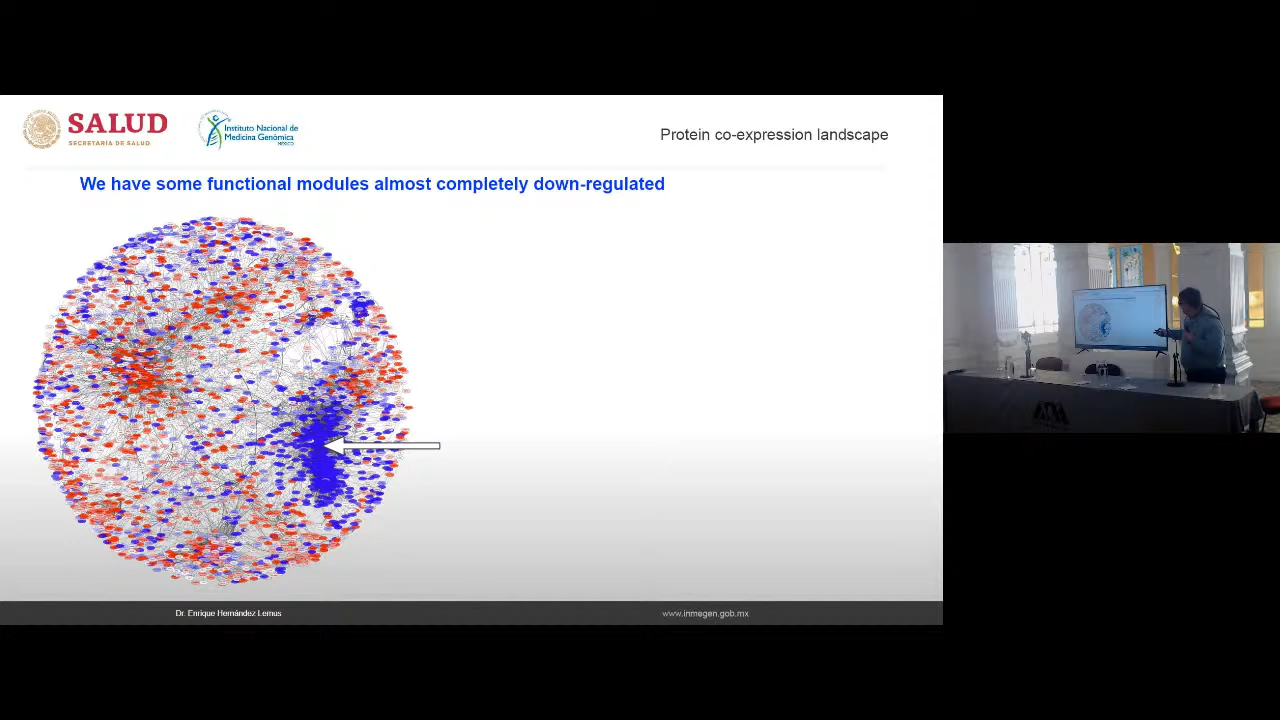 SALUD
SECRETARÍA DE SALUD
Instituto Nacional de
Medicina Genómica
MÉXICO
Protein co-expression landscape
We have some functional modules almost completely down-regulated
Dr. Enrique Hernández Lemus
www.inmegen.gob.mx